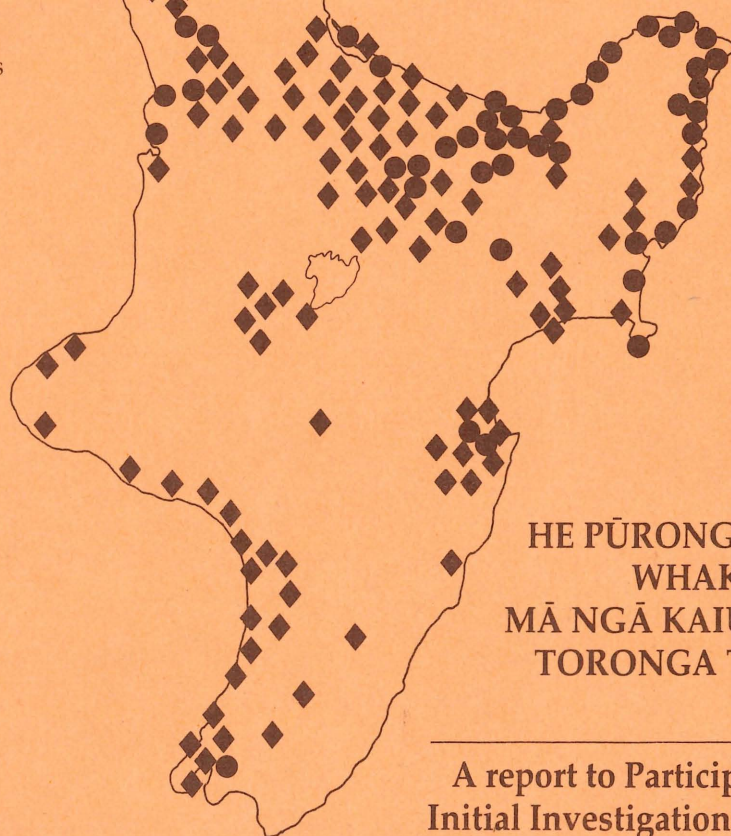 s
HE PŪRONG
WHAK
MĀ NGĀ KAIU
TORONGA T
A report to Particip
Initial Investigation